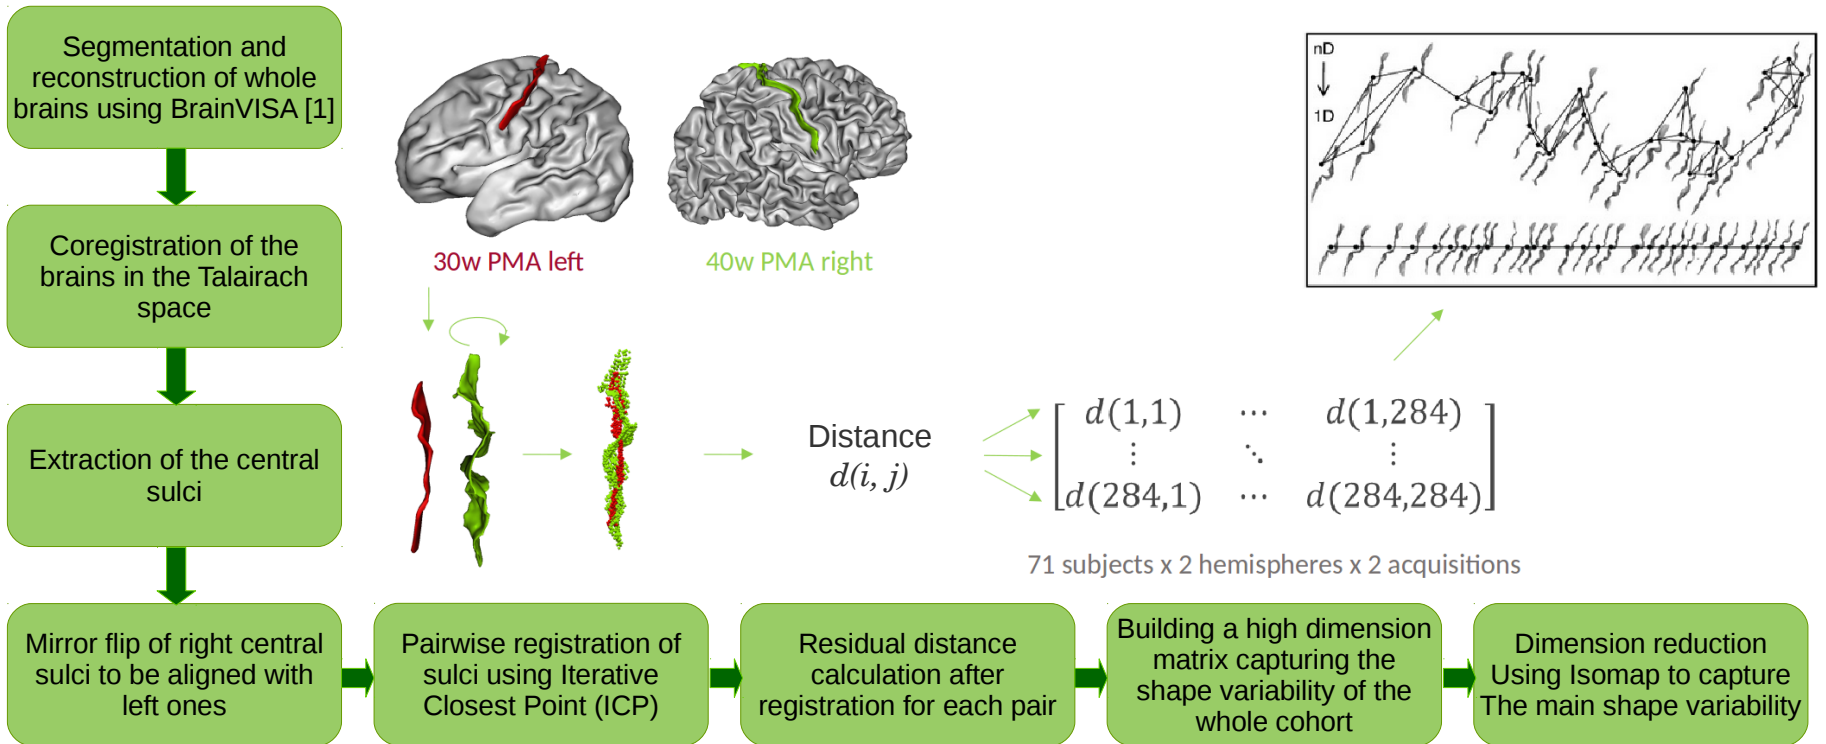 Segmentation and
reconstruction of whole
brains using BrainVISA [1]
Coregistration of the
brains in the Talairach
space
Extraction of the central
sulci
Mirror flip of right central
sulci to be aligned with
left ones
Pairwise registration of
sulci using Iterative
Closest Point (ICP)
Residual distance
calculation after
registration for each pair
Building a high dimension
matrix capturing the
shape variability of the
whole cohort
Dimension reduction
Using Isomap to capture
The main shape variability
30w PMA left
40w PMA right
Distance
d(i, j)
d(1,1) ⋯ d(1,284)
⋮ ⋱ ⋮
d(284,1) ⋯ d(284,284)
71 subjects x 2 hemispheres x 2 acquisitions
nD
1D